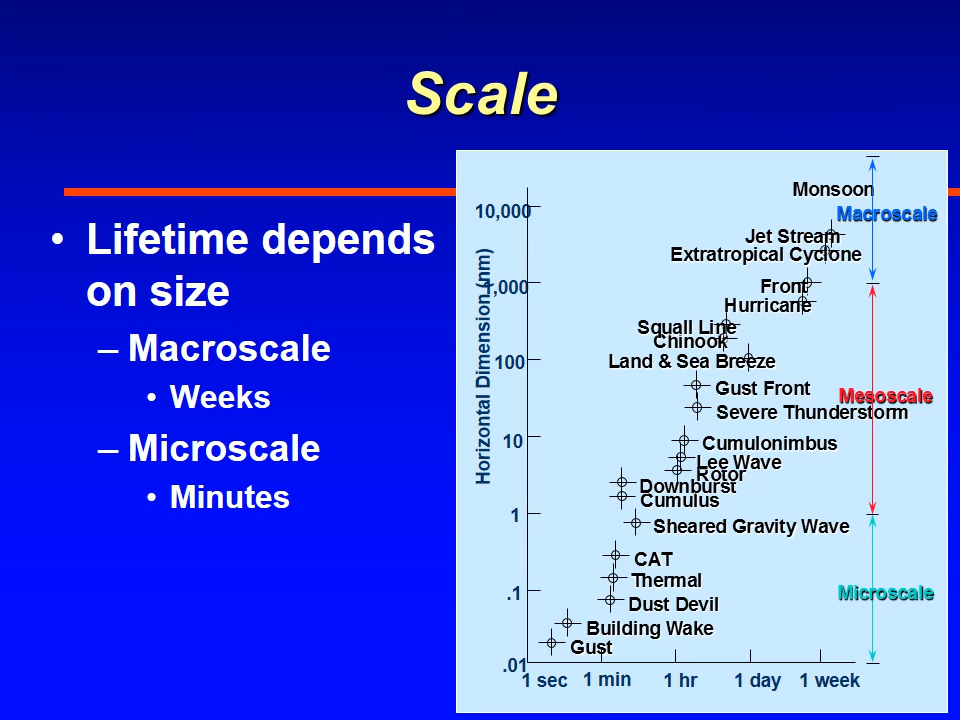 Scale
• Lifetime depends
on size
– Macroscale
• Weeks
– Microscale
• Minutes
Horizontal Dimension (nm)
10,000
1,000
100
10
1
.1
.01
1 sec
1 min
1 hr
1 day
1 week
Monsoon
Macroscale
Jet Stream
Extratropical Cyclone
Front
Hurricane
Squall Line
Chinook
Land & Sea Breeze
Gust Front
Mesoscale
Severe Thunderstorm
Cumulonimbus
Lee Wave
Rotor
Downburst
Cumulus
Sheared Gravity Wave
CAT
Thermal
Microscale
Dust Devil
Building Wake
Gust